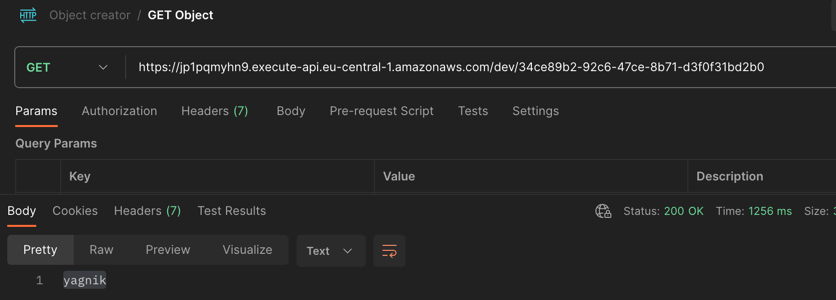 HTTP Object creator / GET Object
GET https://jp1pqmyhn9.execute-api.eu-central-1.amazonaws.com/dev/34ce89b2-92c6-47ce-8b71-d3f0f31bd2b0
Params Authorization Headers (7) Body Pre-request Script Tests Settings
Query Params
Key Value Description
Body Cookies Headers (7) Test Results Status: 200 OK Time: 1256 ms Size:
Pretty Raw Preview Visualize Text
1 yagnik